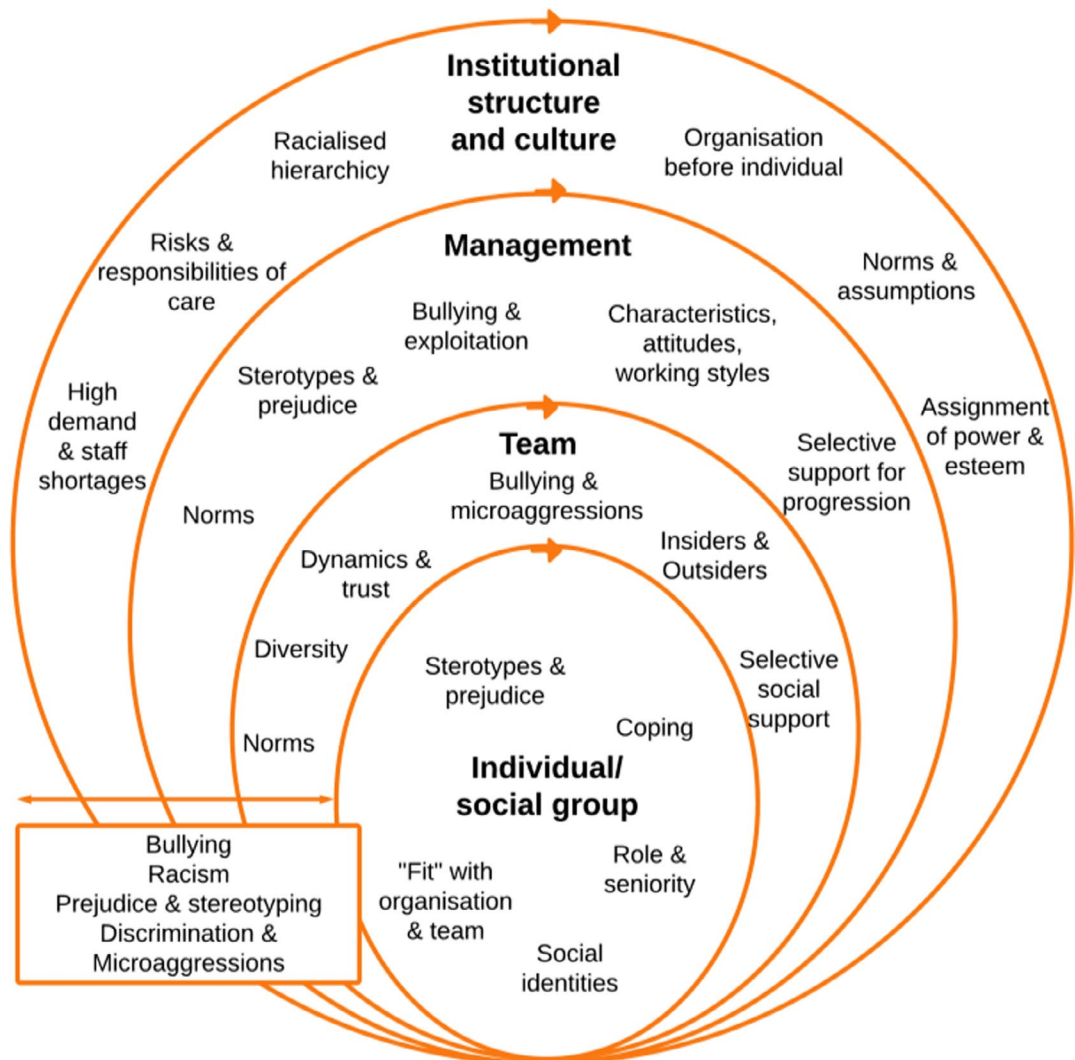 Institutional
structure
and culture
Racialised
hierarchicy
Organisation
before individual
Risks &
responsibilities of
care
Norms &
assumptions
High
demand
& staff
shortages
Assignment
of power &
esteem
Management
Bullying &
exploitation
Characteristics,
attitudes,
working styles
Sterotypes &
prejudice
Selective
support for
progression
Norms
Team
Bullying &
microaggressions
Dynamics &
trust
Insiders &
Outsiders
Diversity
Selective
social
support
Norms
Sterotypes &
prejudice
Coping
Individual/
social group
"Fit" with
organisation
& team
Role &
seniority
Social
identities
Bullying
Racism
Prejudice & stereotyping
Discrimination &
Microaggressions